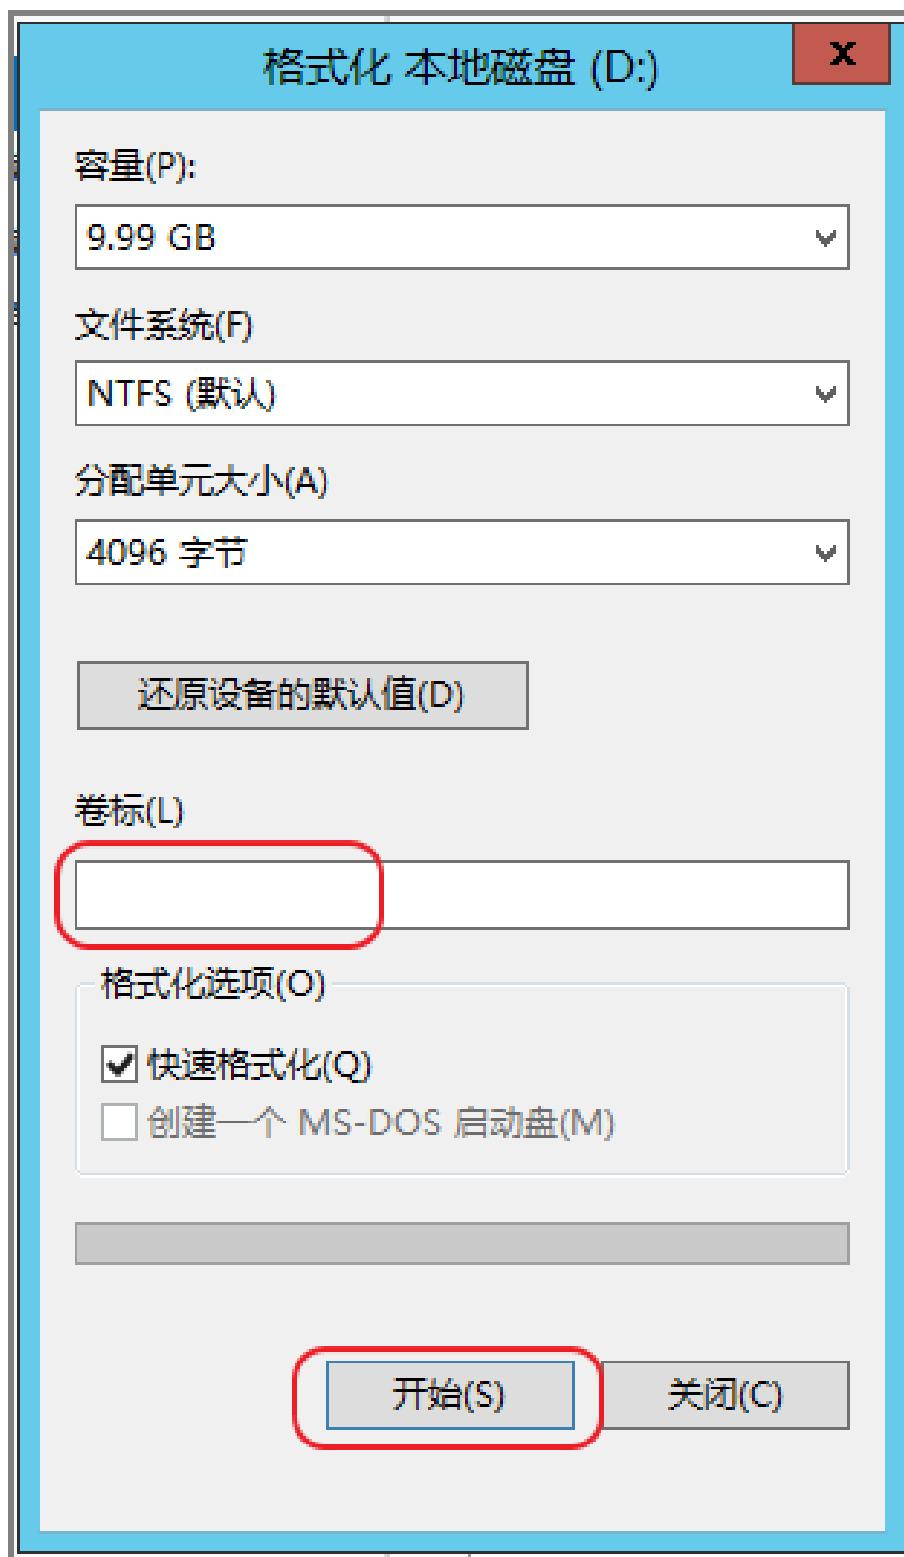 格式化 本地磁盘 (D:)
x
容量(P):
9.99 GB
文件系统(F)
NTFS (默认)
分配单元大小(A)
4096 字节
还原设备的默认值(D)
卷标(L)
格式化选项(O)
快速格式化(Q)
创建一个 MS-DOS 启动盘(M)
开始(S)
关闭(C)